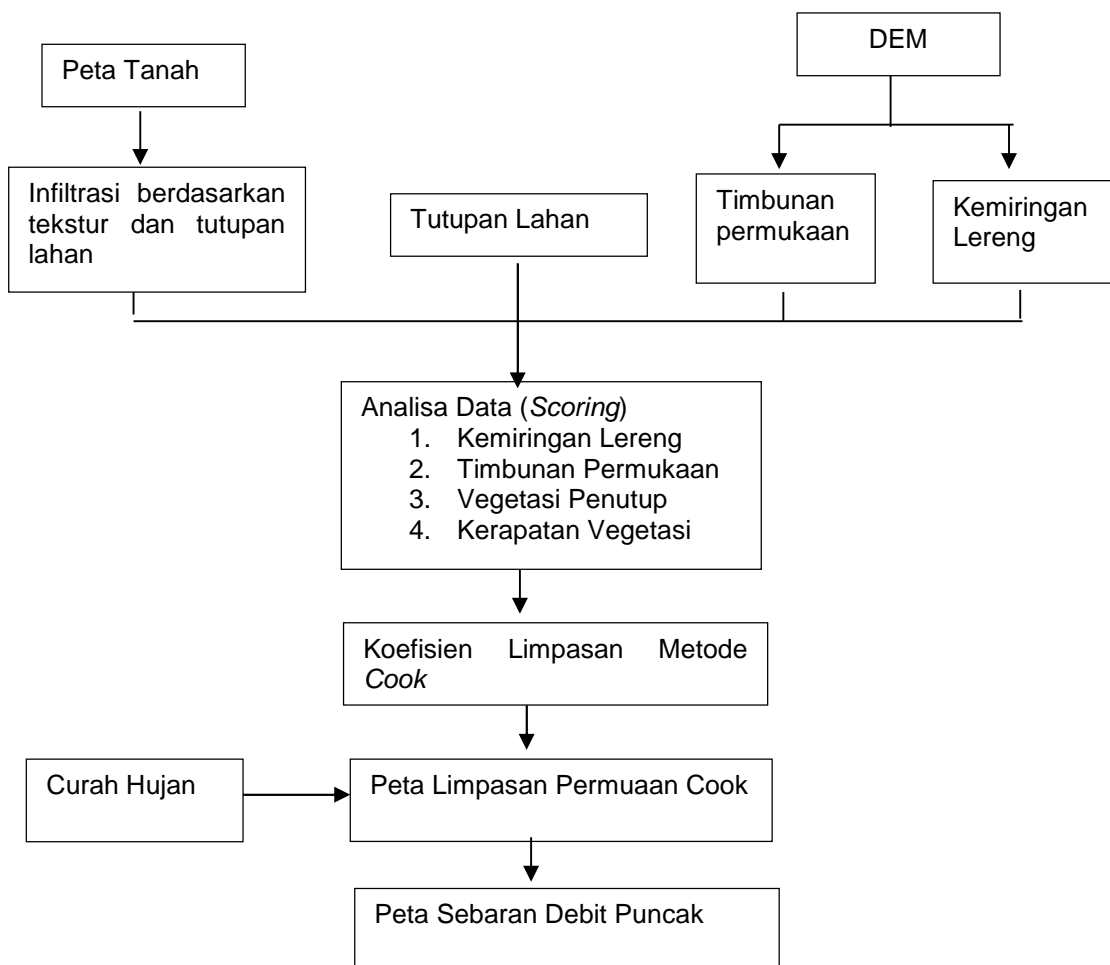 DEM
Peta Tanah
Infiltrasi berdasarkan
tekstur dan tutupan
lahan
Tutupan Lahan
Timbunan
permukaan
Kemiringan
Lereng
Analisa Data (Scoring)
1. Kemiringan Lereng
2. Timbunan Permukaan
3. Vegetasi Penutup
4. Kerapatan Vegetasi
Koefisien Limpasan Metode
Cook
Curah Hujan
Peta Limpasan Permuaan Cook
Peta Sebaran Debit Puncak